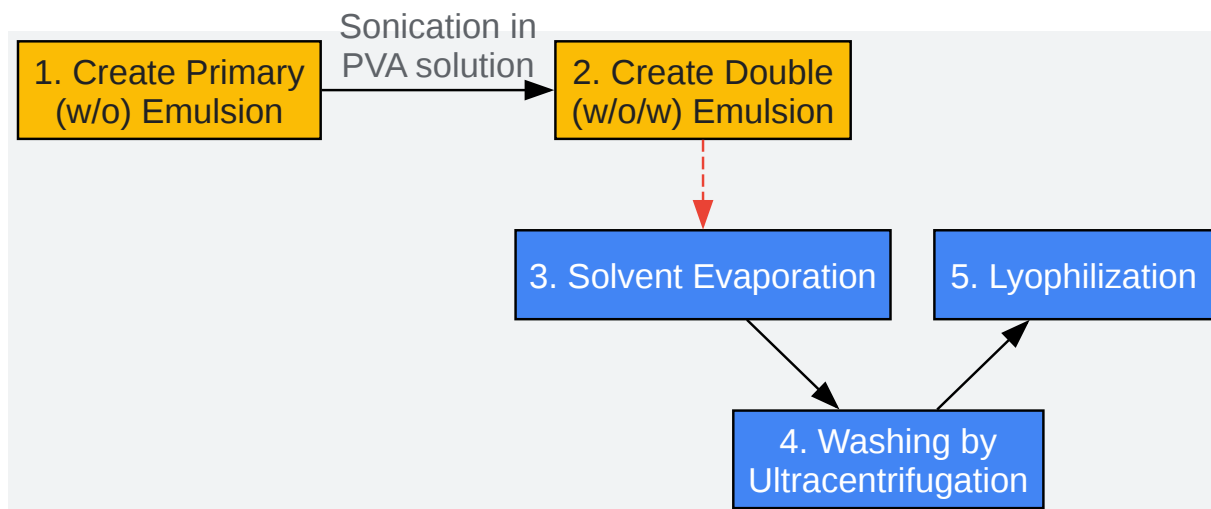 1. Create Primary
(w/o) Emulsion
Sonication in
PVA solution
2. Create Double
(w/o/w) Emulsion
3. Solvent Evaporation
4. Washing by
Ultracentrifugation
5. Lyophilization